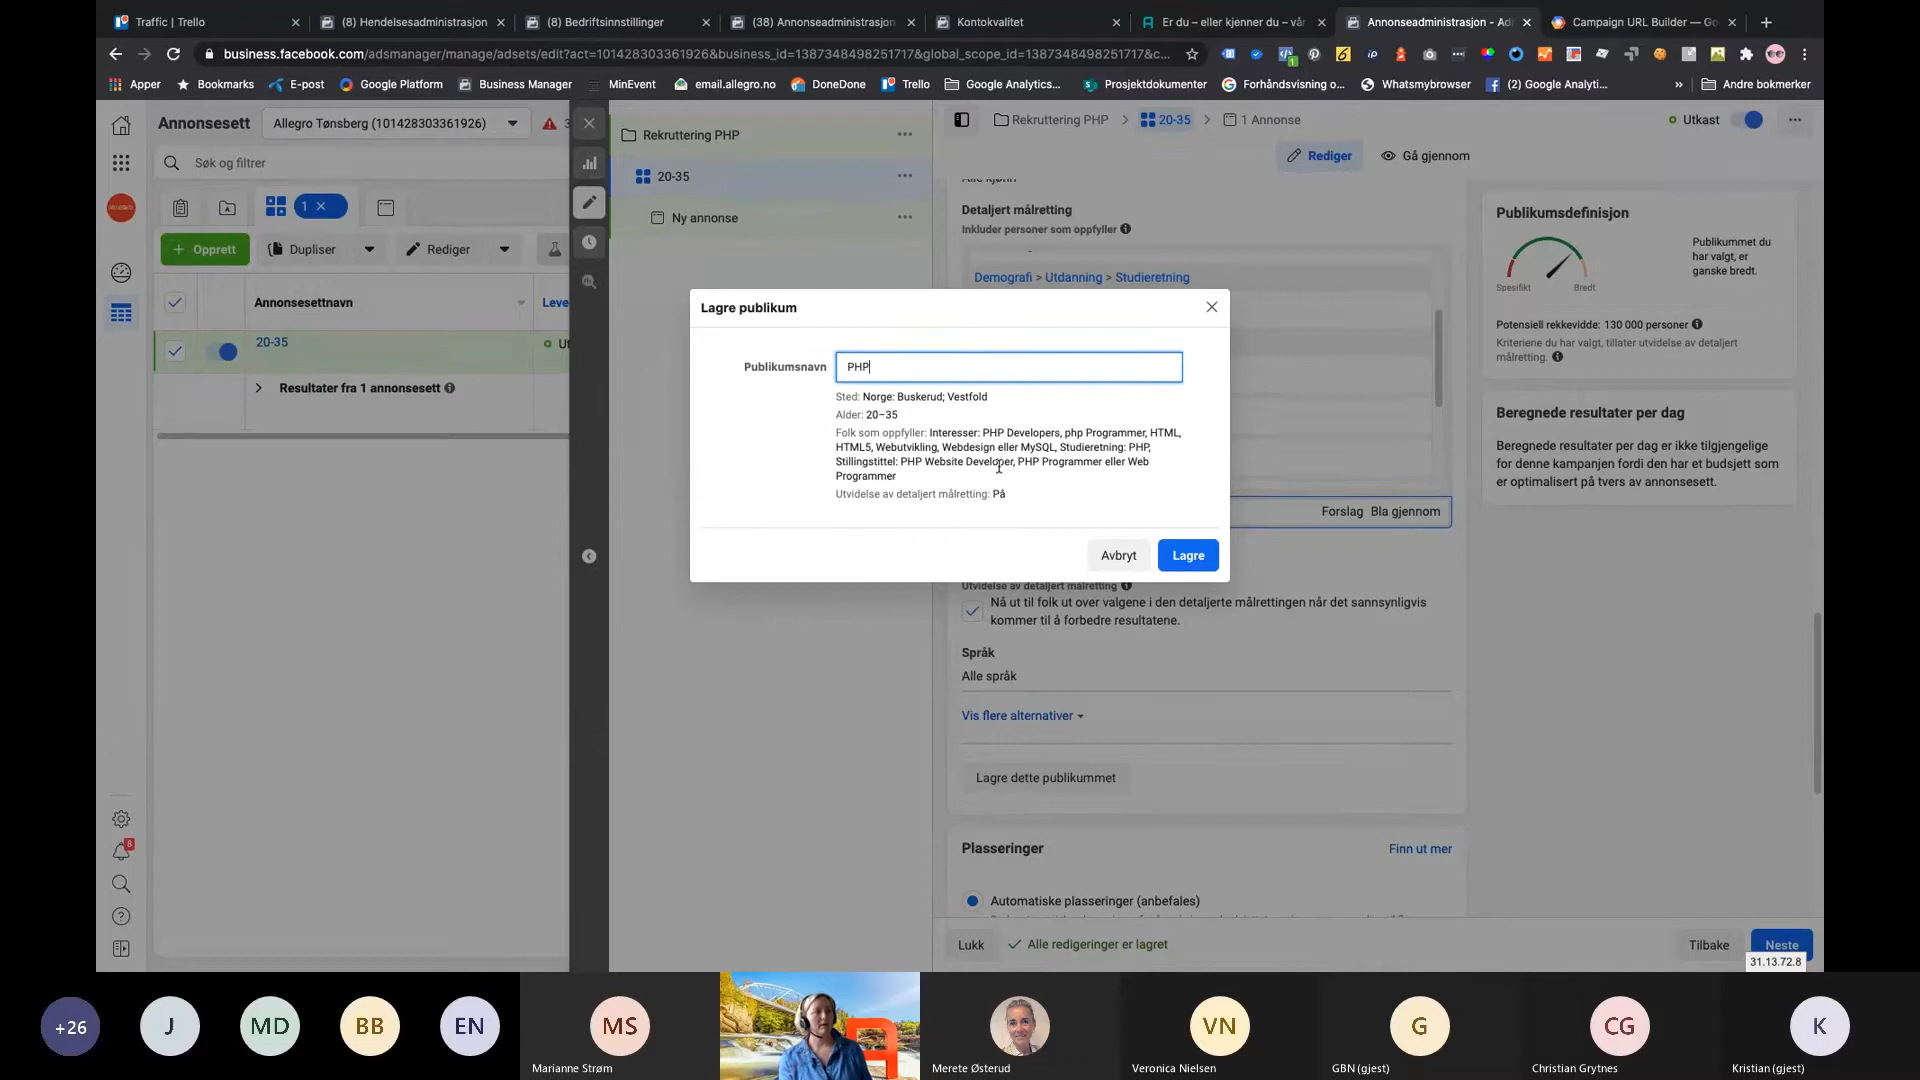 Traffic | Trello
(8) Hendelsesadministrasjon
(8) Bedriftsinnstillinger
(38) Annonseadministrasjon
Kontokvalitet
Er du – eller kjenner du – vår
Annonseadministrasjon - Ad
Campaign URL Builder — Go
business.facebook.com/adsmanager/manage/adsets/edit?act=101428303361926&business_id=1387348498251717&global_scope_id=1387348498251717&c...
Apper
Bookmarks
E-post
Google Platform
Business Manager
MinEvent
email.allegro.no
DoneDone
Trello
Google Analytics...
Prosjektdokumenter
Forhåndsvisning o...
Whatsmybrowser
(2) Google Analyti...
»
Andre bokmerker
Annonsesett
Allegro Tønsberg (101428303361926)
3
Søk og filtrer
1 ×
+ Opprett
Dupliser
Rediger
Annonsesettnavn
Leve
20-35
Ut
Resultater fra 1 annonsesett
8
Rekruttering PHP
20-35
Ny annonse
Rekruttering PHP
20-35
1 Annonse
Utkast
Rediger
Gå gjennom
Alle kjønn
Detaljert målretting
Inkluder personer som oppfyller
Demografi > Utdanning > Studieretning
Forslag
Bla gjennom
Utvidelse av detaljert målretting
Nå ut til folk ut over valgene i den detaljerte målrettingen når det sannsynligvis
kommer til å forbedre resultatene.
Språk
Alle språk
Vis flere alternativer
Lagre dette publikummet
Plasseringer
Finn ut mer
Automatiske plasseringer (anbefales)
Lukk
Alle redigeringer er lagret
Tilbake
Neste
31.13.72.8
Publikumsdefinisjon
Spesifikt
Bredt
Publikummet du
har valgt, er
ganske bredt.
Potensiell rekkevidde: 130 000 personer
Kriteriene du har valgt, tillater utvidelse av detaljert
målretting.
Beregnede resultater per dag
Beregnede resultater per dag er ikke tilgjengelige
for denne kampanjen fordi den har et budsjett som
er optimalisert på tvers av annonsesett.
Lagre publikum
Publikumsnavn
PHP
Sted: Norge: Buskerud; Vestfold
Alder: 20–35
Folk som oppfyller: Interesser: PHP Developers, php Programmer, HTML,
HTML5, Webutvikling, Webdesign eller MySQL, Studieretning: PHP,
Stillingstittel: PHP Website Developer, PHP Programmer eller Web
Programmer
Utvidelse av detaljert målretting: På
Avbryt
Lagre
+26
J
MD
BB
EN
MS
Marianne Strøm
Merete Østerud
VN
Veronica Nielsen
G
GBN (gjest)
CG
Christian Grytnes
K
Kristian (gjest)